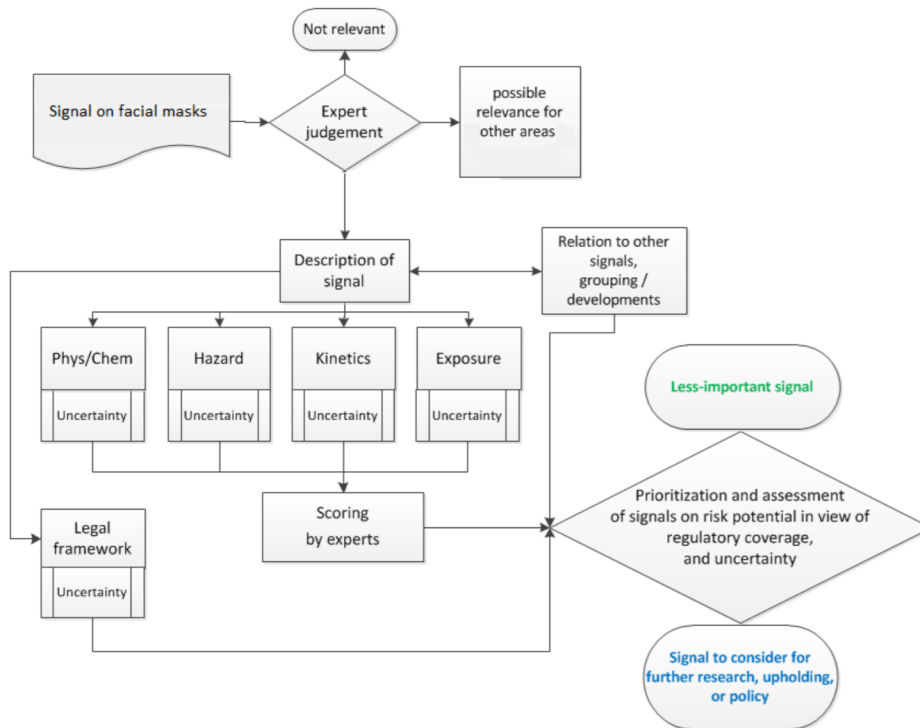 Not relevant
Signal on facial masks
Expert
judgement
possible
relevance for
other areas
Description of
signal
Relation to other
signals,
grouping /
developments
Phys/Chem
Hazard
Kinetics
Exposure
Uncertainty
Uncertainty
Uncertainty
Uncertainty
Less-important signal
Scoring
by experts
Prioritization and assessment
of signals on risk potential in view of
regulatory coverage,
and uncertainty
Legal
framework
Uncertainty
Signal to consider for
further research, upholding,
or policy